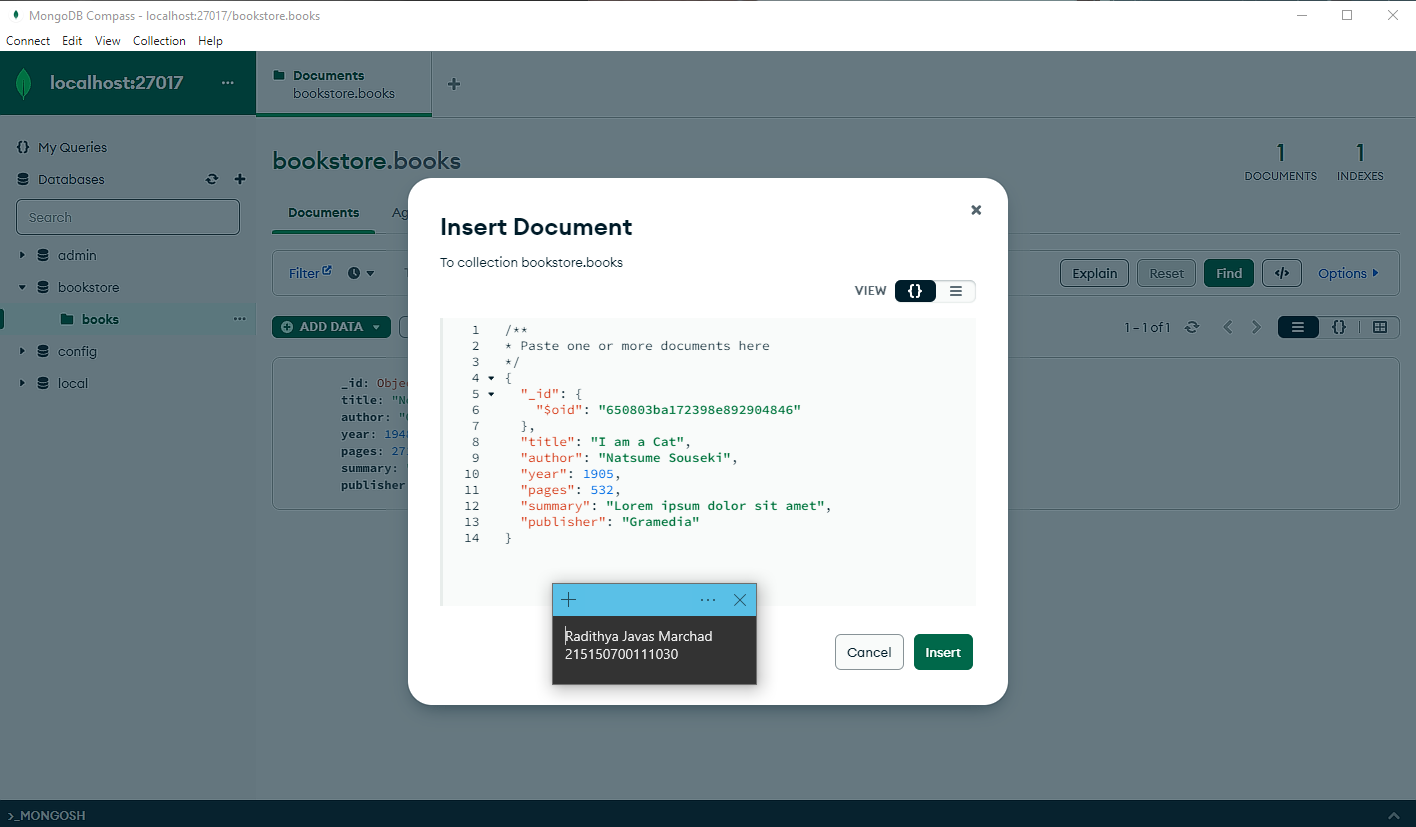 MongoDB Compass - localhost:27017/bookstore.books
Connect Edit View Collection Help
localhost:27017 ...
Documents
bookstore.books
{} My Queries
Databases
Search
admin
bookstore
books ...
config
local
bookstore.books
1
DOCUMENTS
1
INDEXES
Documents
Filter
Explain
Reset
Find
</>
Options
ADD DATA
1 – 1 of 1
{}
_id:
title:
author:
year:
pages:
summary:
publisher
Insert Document
To collection bookstore.books
VIEW {}
1 /**
2 * Paste one or more documents here
3 */
4 {
5 "_id": {
6 "$oid": "650803ba172398e892904846"
7 },
8 "title": "I am a Cat",
9 "author": "Natsume Souseki",
10 "year": 1905,
11 "pages": 532,
12 "summary": "Lorem ipsum dolor sit amet",
13 "publisher": "Gramedia"
14 }
Radithya Javas Marchad
215150700111030
Cancel
Insert
>_MONGOSH